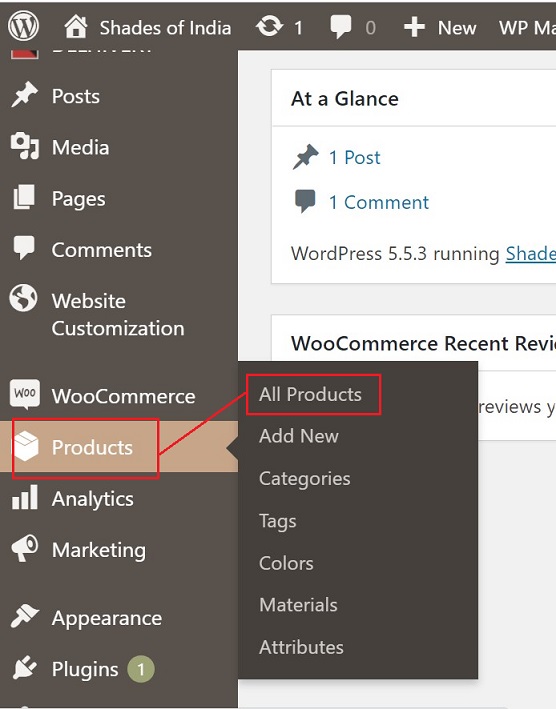 Shades of India 1 0 New WP Ma
Posts
Media
Pages
Comments
Website
Customization
WOO WooCommerce
Products
Analytics
Marketing
Appearance
Plugins 1
At a Glance
1 Post
1 Comment
WordPress 5.5.3 running Shade
WooCommerce Recent Revie
reviews y
All Products
Add New
Categories
Tags
Colors
Materials
Attributes